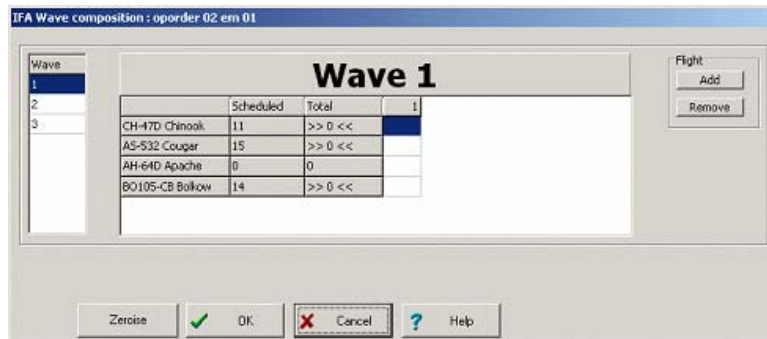 IFA Wave composition : oporder 02 em 01
Wave
1
2
3
Wave 1
Scheduled Total 1
CH-47D Chinook 11 >> 0 <<
AS-532 Cougar 15 >> 0 <<
AH-64D Apache 0 0
BO105-CB Bolkow 14 >> 0 <<
Flight
Add
Remove
Zeroise
OK
Cancel
? Help